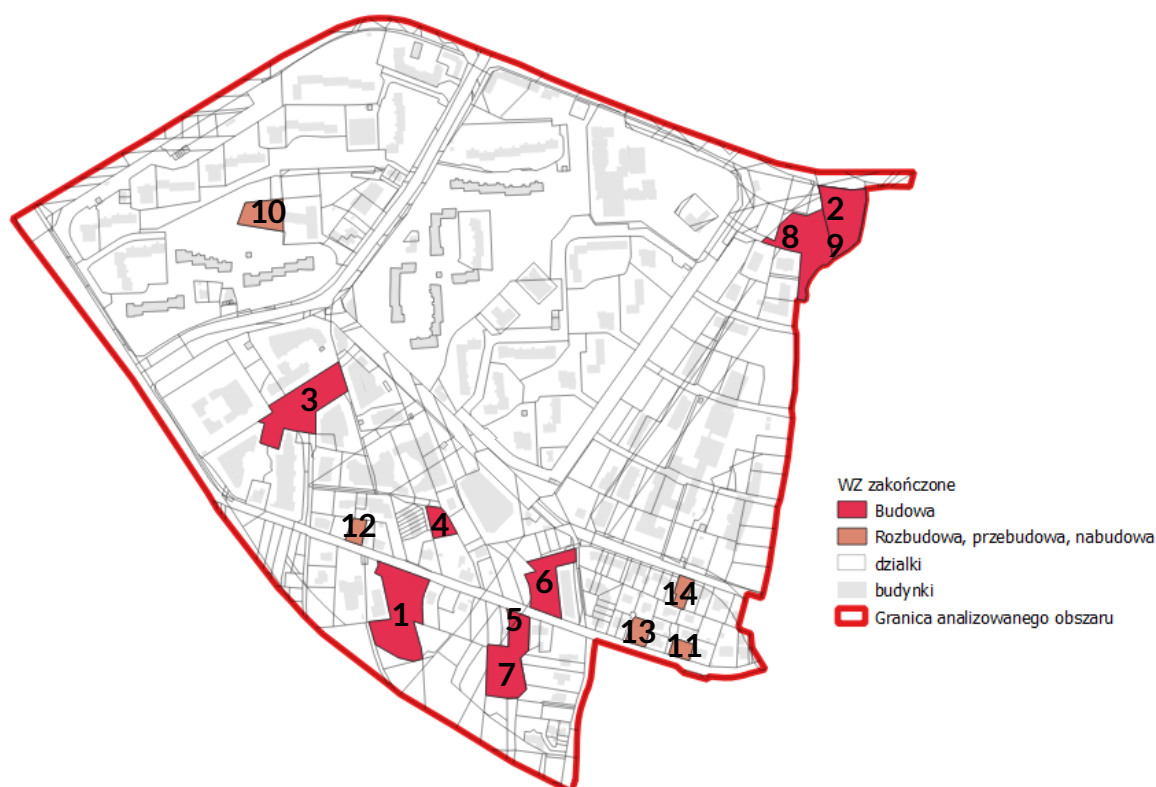 2
10
8
9
3
WZ zakończone
Budowa
12
4
Rozbudowa, przebudowa, nabudowa
działki
6
budynki
14
1
5
Granica analizowanego obszaru
13
11
7